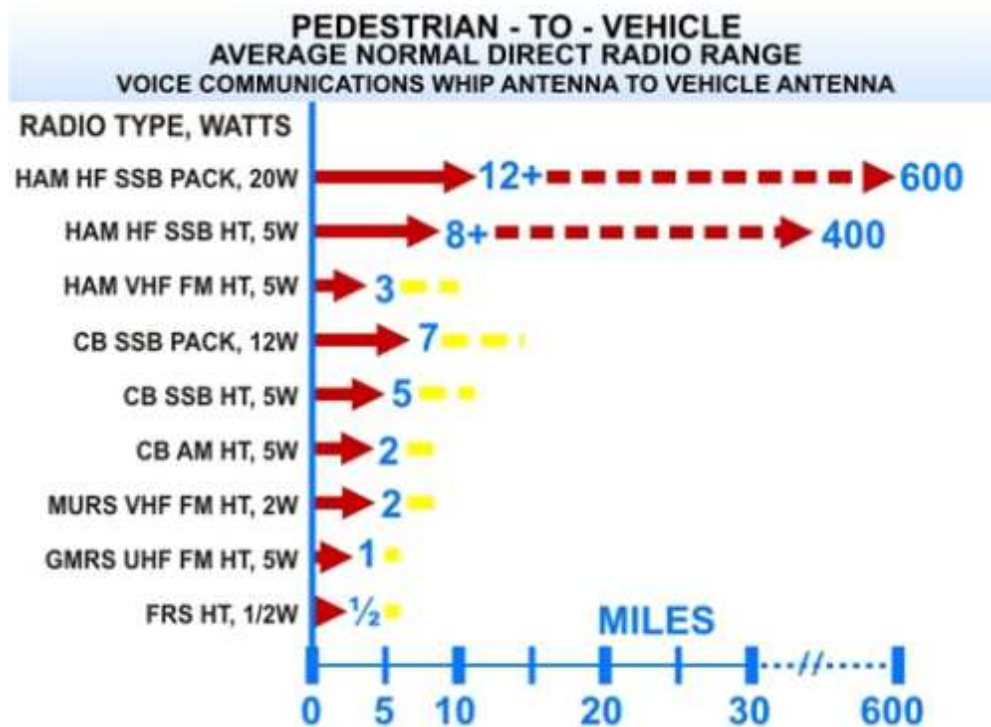 PEDESTRIAN - TO - VEHICLE
AVERAGE NORMAL DIRECT RADIO RANGE
VOICE COMMUNICATIONS WHIP ANTENNA TO VEHICLE ANTENNA
RADIO TYPE, WATTS
HAM HF SSB PACK, 20W 12+ 600
HAM HF SSB HT, 5W 8+ 400
HAM VHF FM HT, 5W 3
CB SSB PACK, 12W 7
CB SSB HT, 5W 5
CB AM HT, 5W 2
MURS VHF FM HT, 2W 2
GMRS UHF FM HT, 5W 1
FRS HT, 1/2W ½
MILES
0 5 10 20 30 600